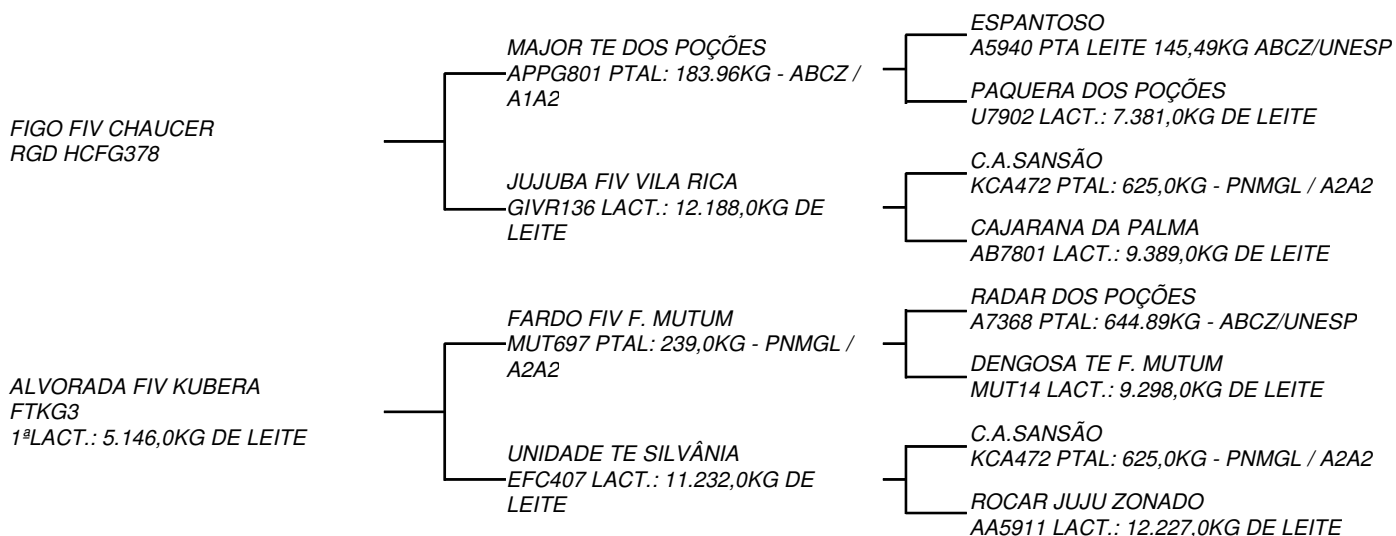 FIGO FIV CHAUCER
RGD HCFG378
MAJOR TE DOS POÇÕES
APPG801 PTAL: 183.96KG - ABCZ /
A1A2
ESPANTOSO
A5940 PTA LEITE 145,49KG ABCZ/UNESP
PAQUERA DOS POÇÕES
U7902 LACT.: 7.381,0KG DE LEITE
JUJUBA FIV VILA RICA
GIVR136 LACT.: 12.188,0KG DE
LEITE
C.A.SANSÃO
KCA472 PTAL: 625,0KG - PNMGL / A2A2
CAJARANA DA PALMA
AB7801 LACT.: 9.389,0KG DE LEITE
ALVORADA FIV KUBERA
FTKG3
1ªLACT.: 5.146,0KG DE LEITE
FARDO FIV F. MUTUM
MUT697 PTAL: 239,0KG - PNMGL /
A2A2
RADAR DOS POÇÕES
A7368 PTAL: 644.89KG - ABCZ/UNESP
DENGOSA TE F. MUTUM
MUT14 LACT.: 9.298,0KG DE LEITE
UNIDADE TE SILVÂNIA
EFC407 LACT.: 11.232,0KG DE
LEITE
C.A.SANSÃO
KCA472 PTAL: 625,0KG - PNMGL / A2A2
ROCAR JUJU ZONADO
AA5911 LACT.: 12.227,0KG DE LEITE